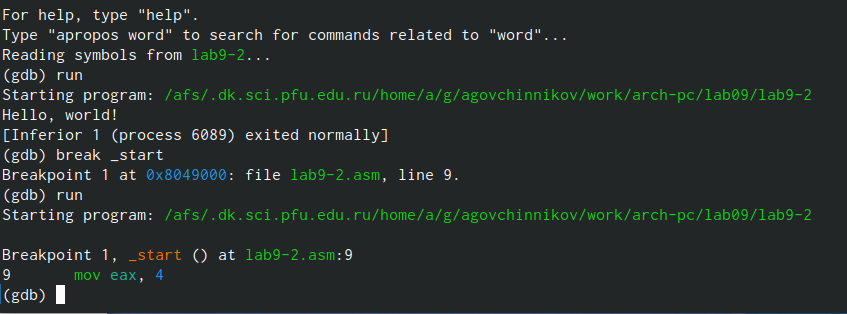 For help, type "help".
Type "apropos word" to search for commands related to "word"...
Reading symbols from lab9-2...
(gdb) run
Starting program: /afs/.dk.sci.pfu.edu.ru/home/a/g/agovchinnikov/work/arch-pc/lab09/lab9-2
Hello, world!
[Inferior 1 (process 6089) exited normally]
(gdb) break _start
Breakpoint 1 at 0x8049000: file lab9-2.asm, line 9.
(gdb) run
Starting program: /afs/.dk.sci.pfu.edu.ru/home/a/g/agovchinnikov/work/arch-pc/lab09/lab9-2
Breakpoint 1, _start () at lab9-2.asm:9
9       mov eax, 4
(gdb)